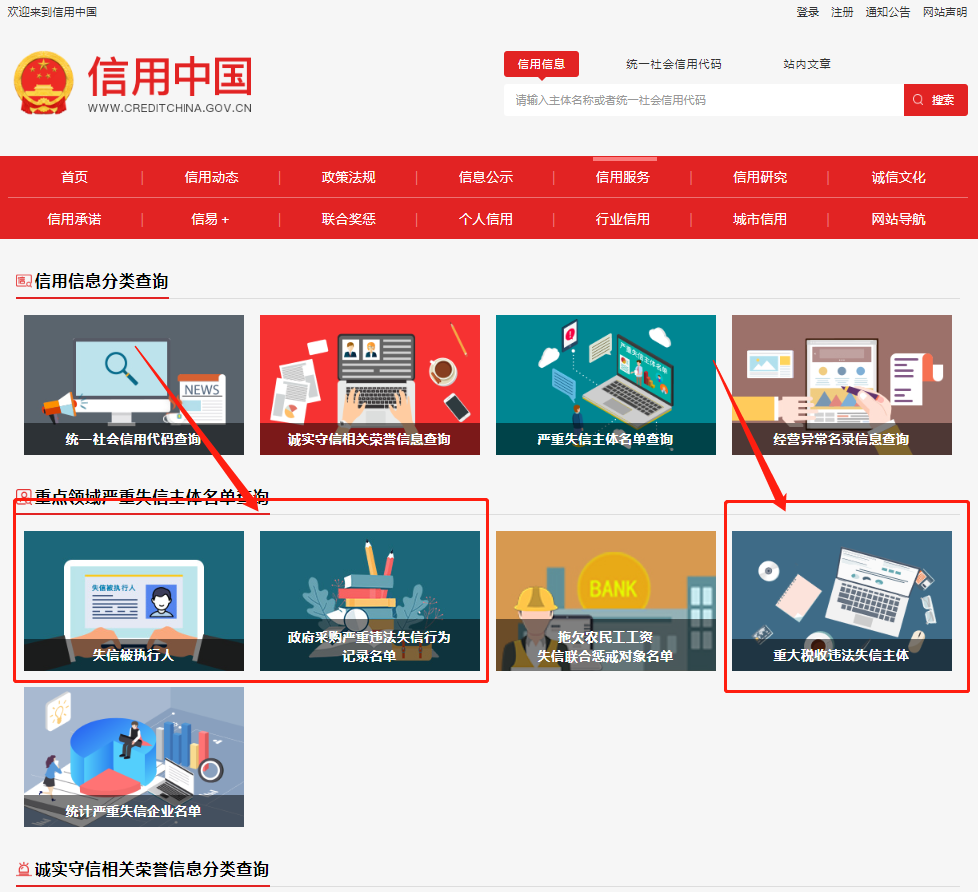 欢迎来到信用中国
登录 注册 通知公告 网站声明
信用中国
WWW.CREDITCHINA.GOV.CN
信用信息 统一社会信用代码 站内文章
请输入主体名称或者统一社会信用代码
搜索
首页 信用动态 政策法规 信息公示 信用服务 信用研究 诚信文化
信用承诺 信易+ 联合奖惩 个人信用 行业信用 城市信用 网站导航
信用信息分类查询
NEWS
严重失信主体名单
统一社会信用代码查询
诚实守信相关荣誉信息查询
严重失信主体名单查询
经营异常名录信息查询
重点领域严重失信主体名单查询
失信被执行人
失信被执行人
政府采购严重违法失信行为
记录名单
BANK
拖欠农民工工资
失信联合惩戒对象名单
重大税收违法失信主体
统计严重失信企业名单
诚实守信相关荣誉信息分类查询